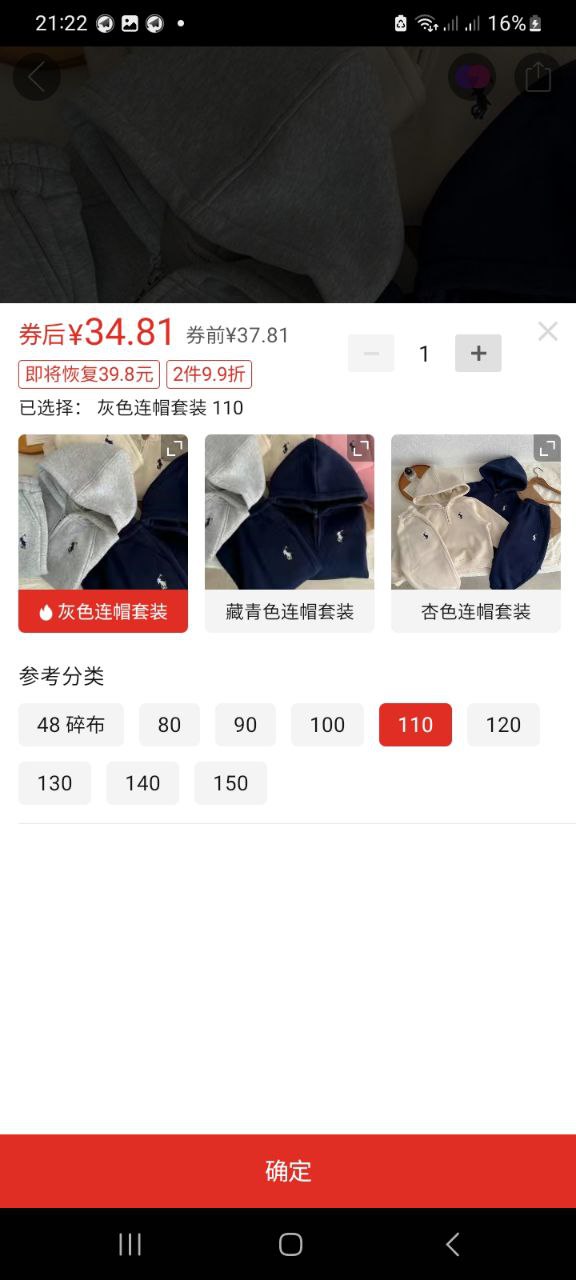 21:22
16%
券后¥34.81 券前¥37.81
1
即将恢复39.8元 2件9.9折
已选择： 灰色连帽套装 110
灰色连帽套装 藏青色连帽套装 杏色连帽套装
参考分类
48 碎布 80 90 100 110 120
130 140 150
确定